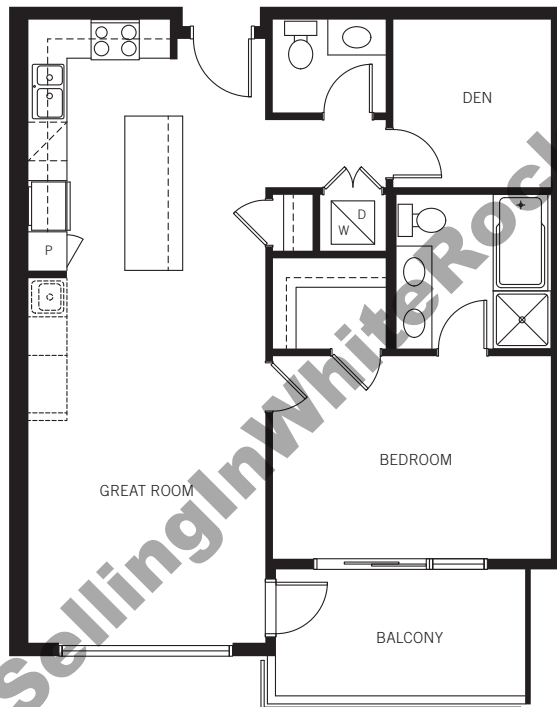 DEN
D
W
P
BEDROOM
GREAT ROOM
BALCONY
SellingInWhiteRock